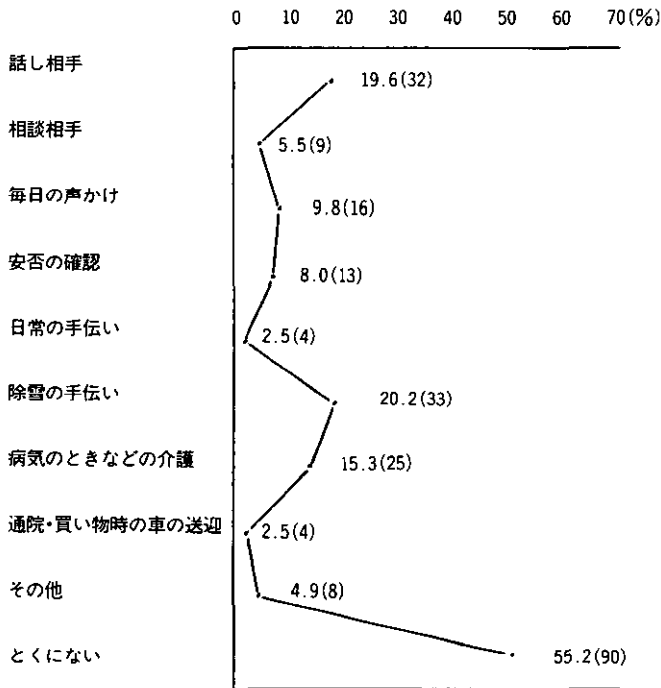 0 10 20 30 40 50 60 70(%)
話し相手 19.6(32)
相談相手 5.5(9)
毎日の声かけ 9.8(16)
安否の確認 8.0(13)
日常の手伝い 2.5(4)
除雪の手伝い 20.2(33)
病気のときなどの介護 15.3(25)
通院・買い物時の車の送迎 2.5(4)
その他 4.9(8)
とくにない 55.2(90)